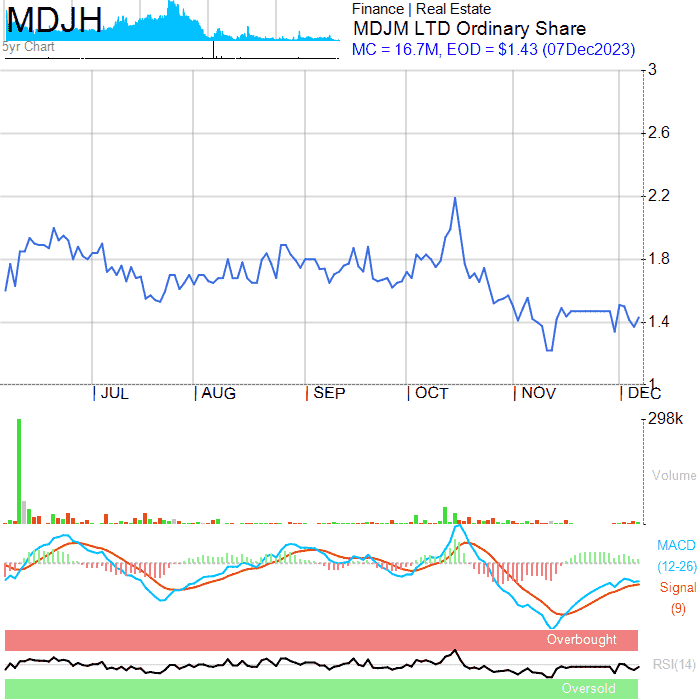 MDJH
5yr Chart
Finance | Real Estate
MDJM LTD Ordinary Share
MC = 16.7M, EOD = $1.43 (07Dec2023)
3
2.6
2.2
1.8
1.4
1
JUL
AUG
SEP
OCT
NOV
DEC
298k
Volume
MACD
(12-26)
Signal
(9)
Overbought
RSI(14)
Oversold